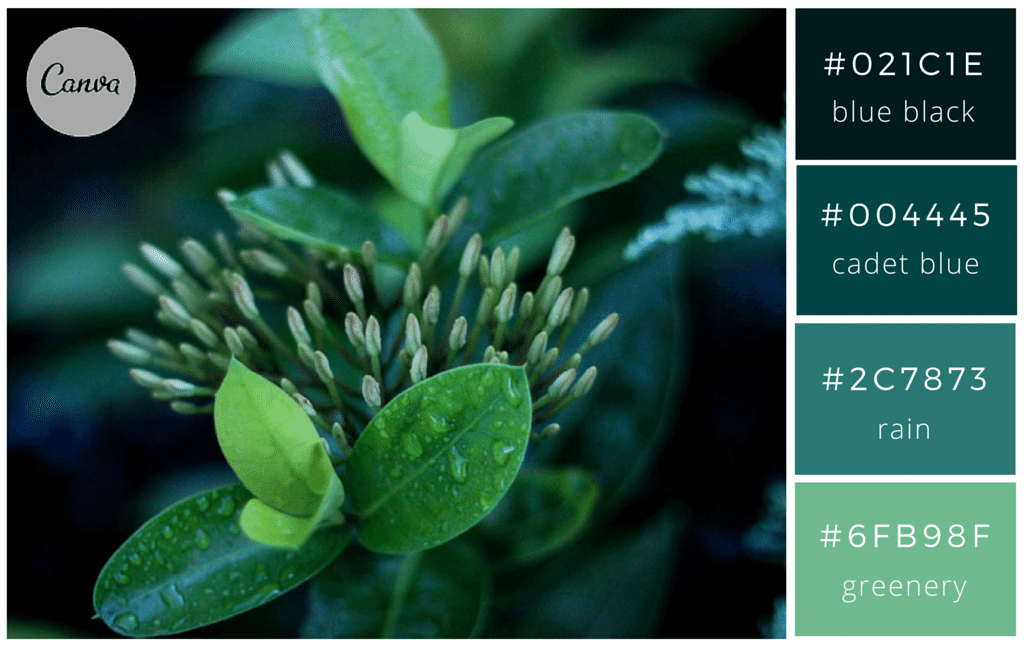 Canva
#021C1E
blue black
#004445
cadet blue
#2C7873
rain
#6FB98F
greenery